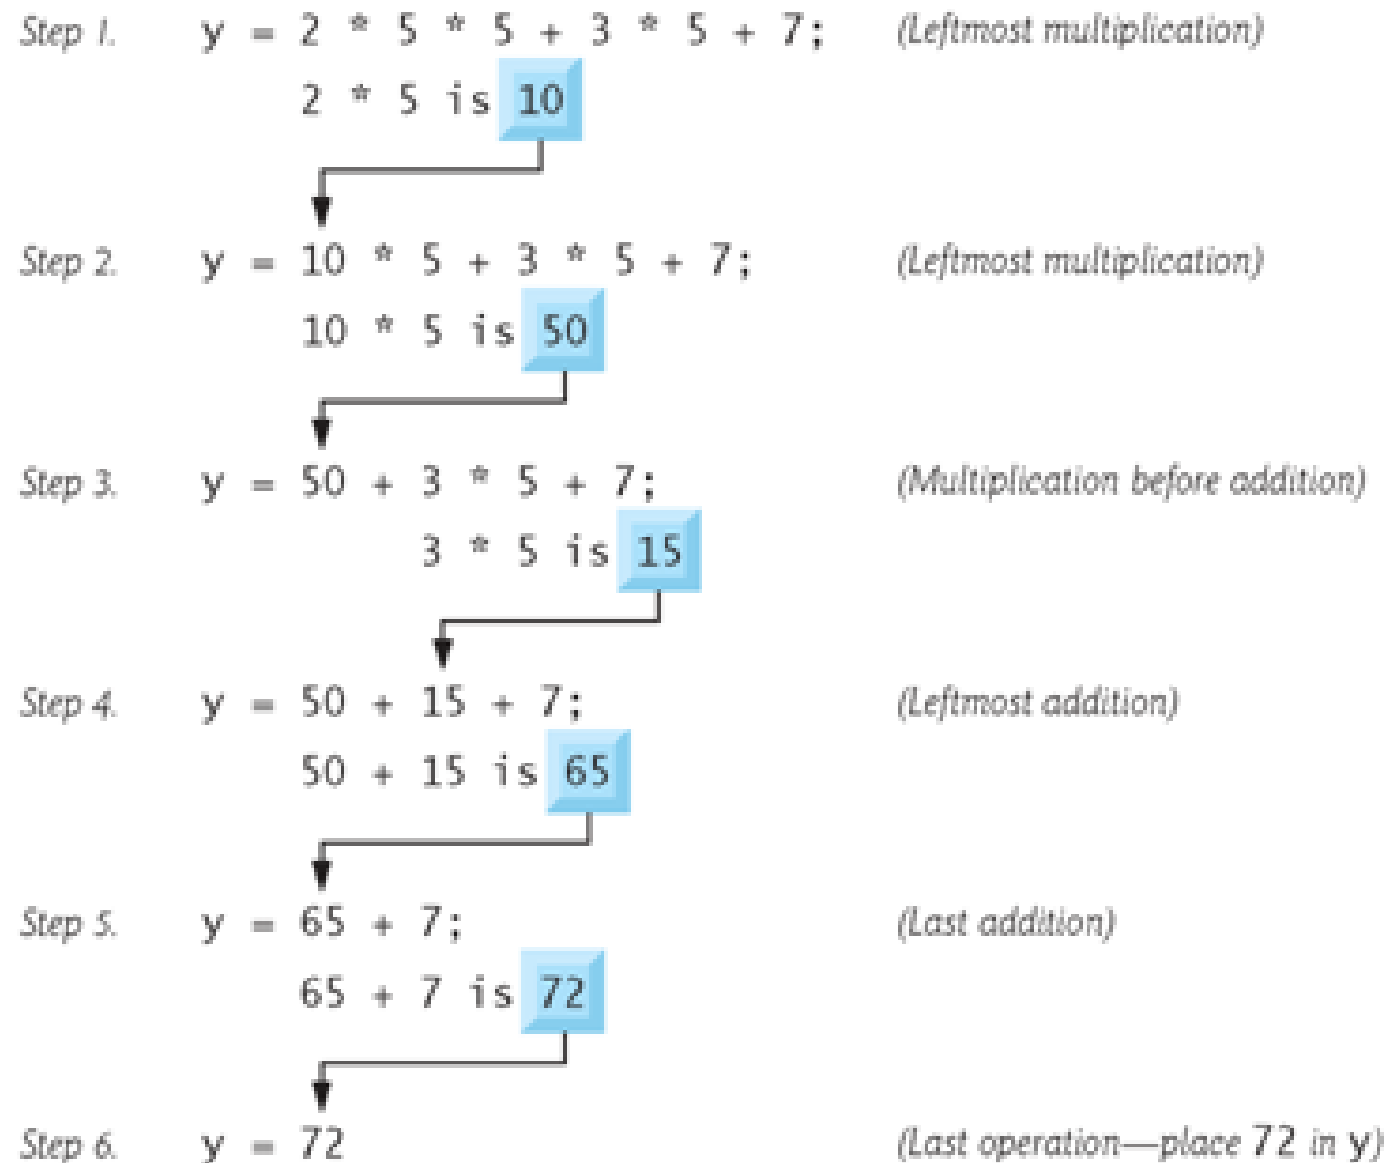 Step 1. y = 2 * 5 * 5 + 3 * 5 + 7; (Leftmost multiplication)
2 * 5 is 10
Step 2. y = 10 * 5 + 3 * 5 + 7; (Leftmost multiplication)
10 * 5 is 50
Step 3. y = 50 + 3 * 5 + 7; (Multiplication before addition)
3 * 5 is 15
Step 4. y = 50 + 15 + 7; (Leftmost addition)
50 + 15 is 65
Step 5. y = 65 + 7; (Last addition)
65 + 7 is 72
Step 6. y = 72 (Last operation—place 72 in y)